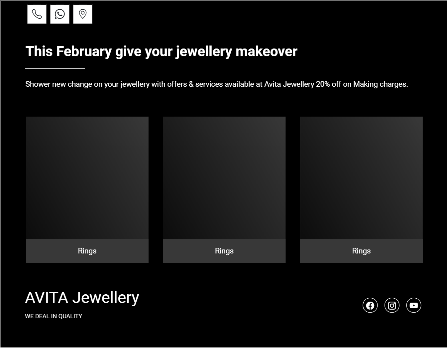 This February give your jewellery makeover
Shower new change on your jewellery with offers & services available at Avita Jewellery 20% off on Making charges.
Rings
Rings
Rings
AVITA Jewellery
WE DEAL IN QUALITY